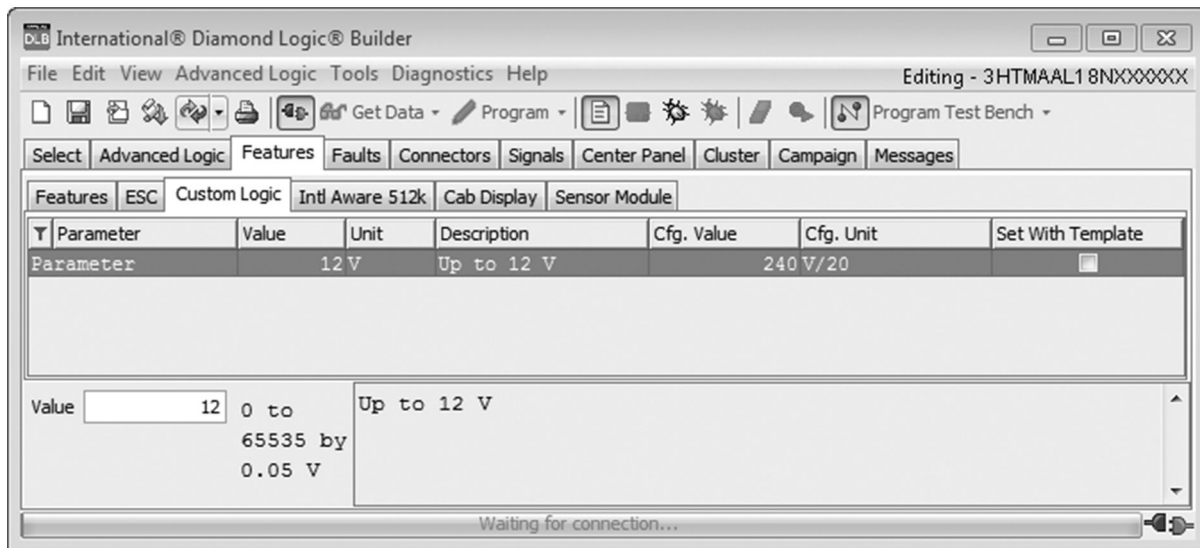 DLB International® Diamond Logic® Builder
File Edit View Advanced Logic Tools Diagnostics Help Editing - 3HTMAAL18NXXXXXX
Get Data Program Program Test Bench
Select Advanced Logic Features Faults Connectors Signals Center Panel Cluster Campaign Messages
Features ESC Custom Logic Intl Aware 512k Cab Display Sensor Module
Parameter Value Unit Description Cfg. Value Cfg. Unit Set With Template
Parameter 12 V Up to 12 V 240 V/20
Value 12 0 to Up to 12 V
65535 by
0.05 V
Waiting for connection...